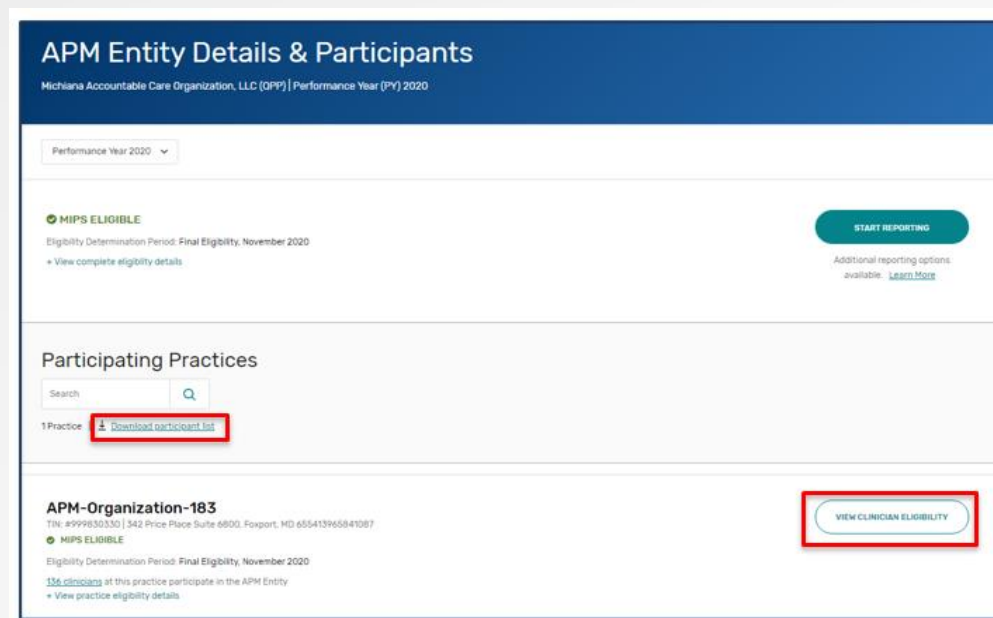 APM Entity Details & Participants
Michiana Accountable Care Organization, LLC (QPP) | Performance Year (PY) 2020
Performance Year 2020
MIPS ELIGIBLE
Eligibility Determination Period: Final Eligibility, November 2020
+ View complete eligiblity details
START REPORTING
Additional reporting options
available. Learn More
Participating Practices
Search
1 Practice | Download participant list
APM-Organization-183
TIN: #999830330 | 342 Price Place Suite 6800, Foxport, MD 655413965841087
MIPS ELIGIBLE
Eligibility Determination Period: Final Eligibility, November 2020
136 clinicians at this practice participate in the APM Entity
+ View practice eligibility details
VIEW CLINICIAN ELIGIBILITY